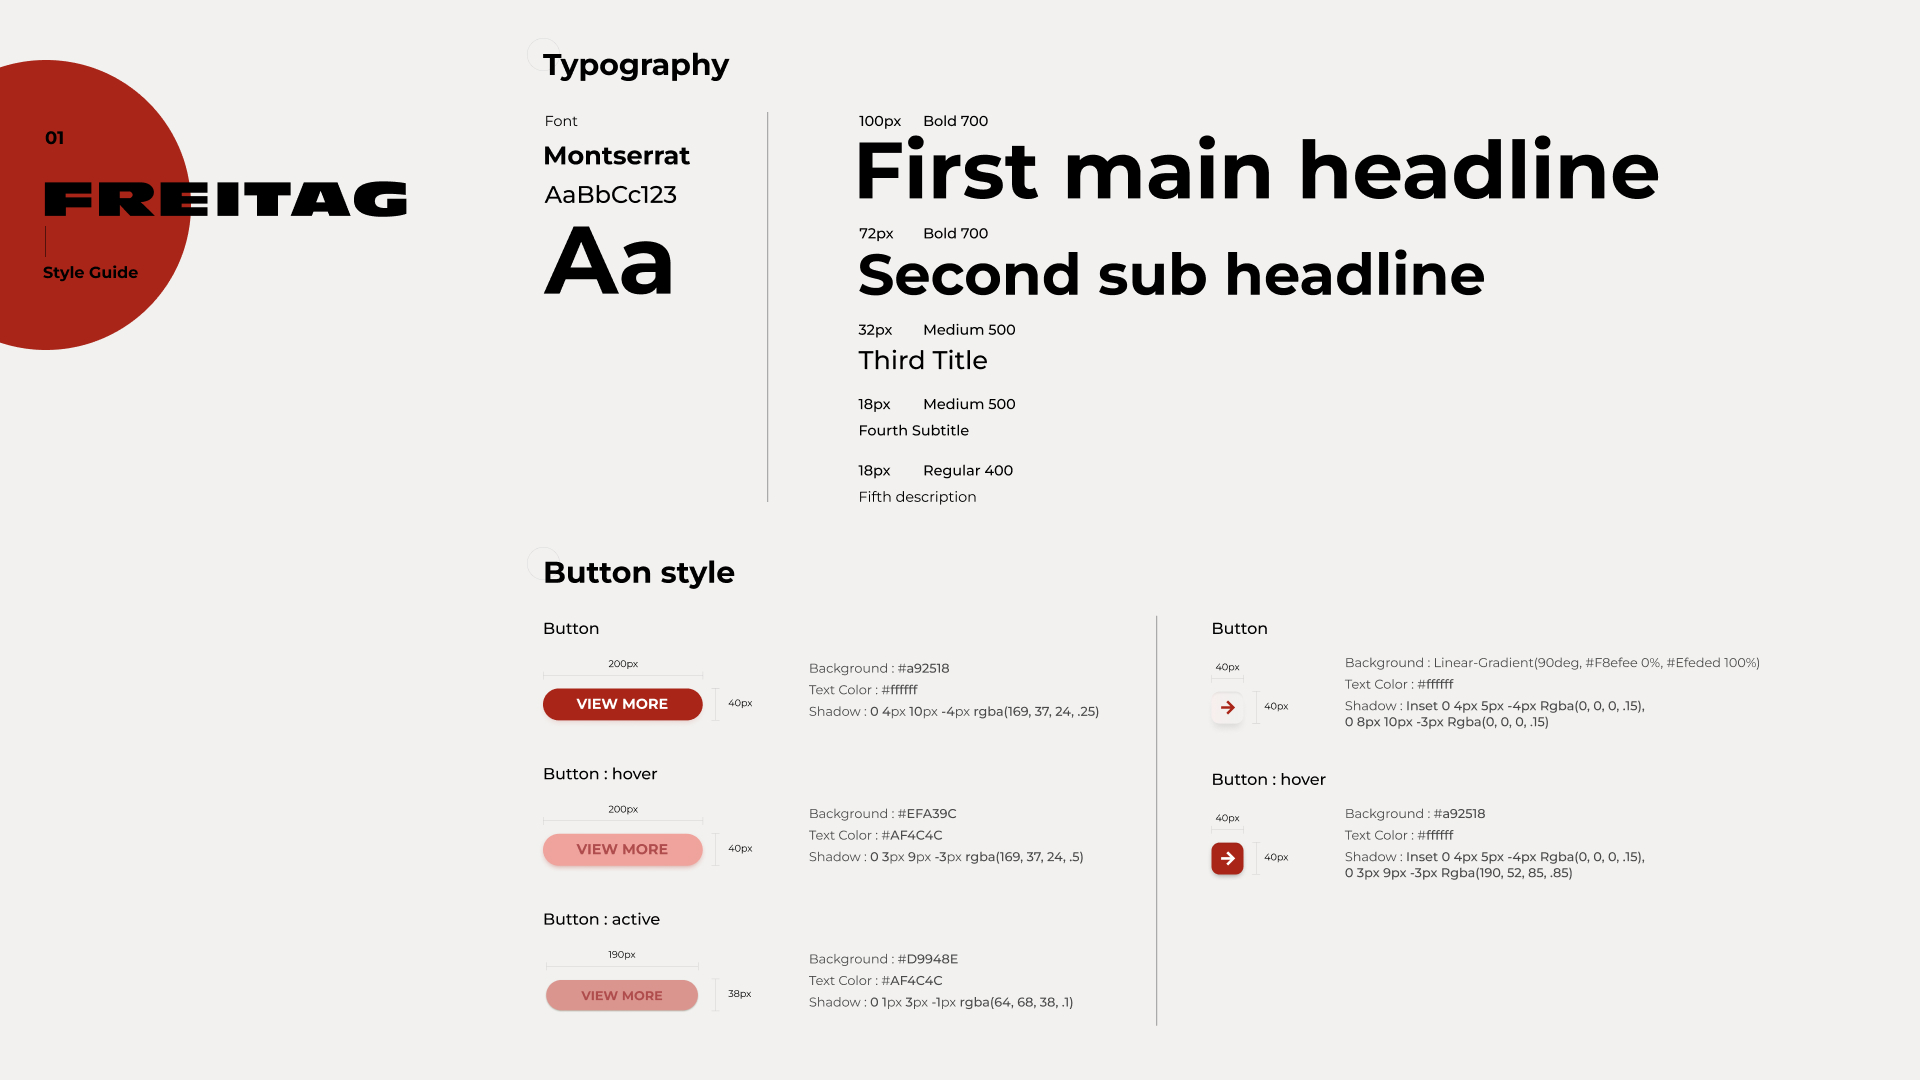 01
FREITAG
Style Guide
Typography
Font
Montserrat
AaBbCc123
Aa
100px Bold 700
First main headline
72px Bold 700
Second sub headline
32px Medium 500
Third Title
18px Medium 500
Fourth Subtitle
18px Regular 400
Fifth description
Button style
Button
200px
VIEW MORE
40px
Background : #a92518
Text Color : #ffffff
Shadow : 0 4px 10px -4px rgba(169, 37, 24, .25)
Button : hover
200px
VIEW MORE
40px
Background : #EFA39C
Text Color : #AF4C4C
Shadow : 0 3px 9px -3px rgba(169, 37, 24, .5)
Button : active
190px
VIEW MORE
38px
Background : #D9948E
Text Color : #AF4C4C
Shadow : 0 1px 3px -1px rgba(64, 68, 38, .1)
Button
40px
40px
Background : Linear-Gradient(90deg, #F8efee 0%, #Efeded 100%)
Text Color : #ffffff
Shadow : Inset 0 4px 5px -4px Rgba(0, 0, 0, .15),
0 8px 10px -3px Rgba(0, 0, 0, .15)
Button : hover
40px
40px
Background : #a92518
Text Color : #ffffff
Shadow : Inset 0 4px 5px -4px Rgba(0, 0, 0, .15),
0 3px 9px -3px Rgba(190, 52, 85, .85)